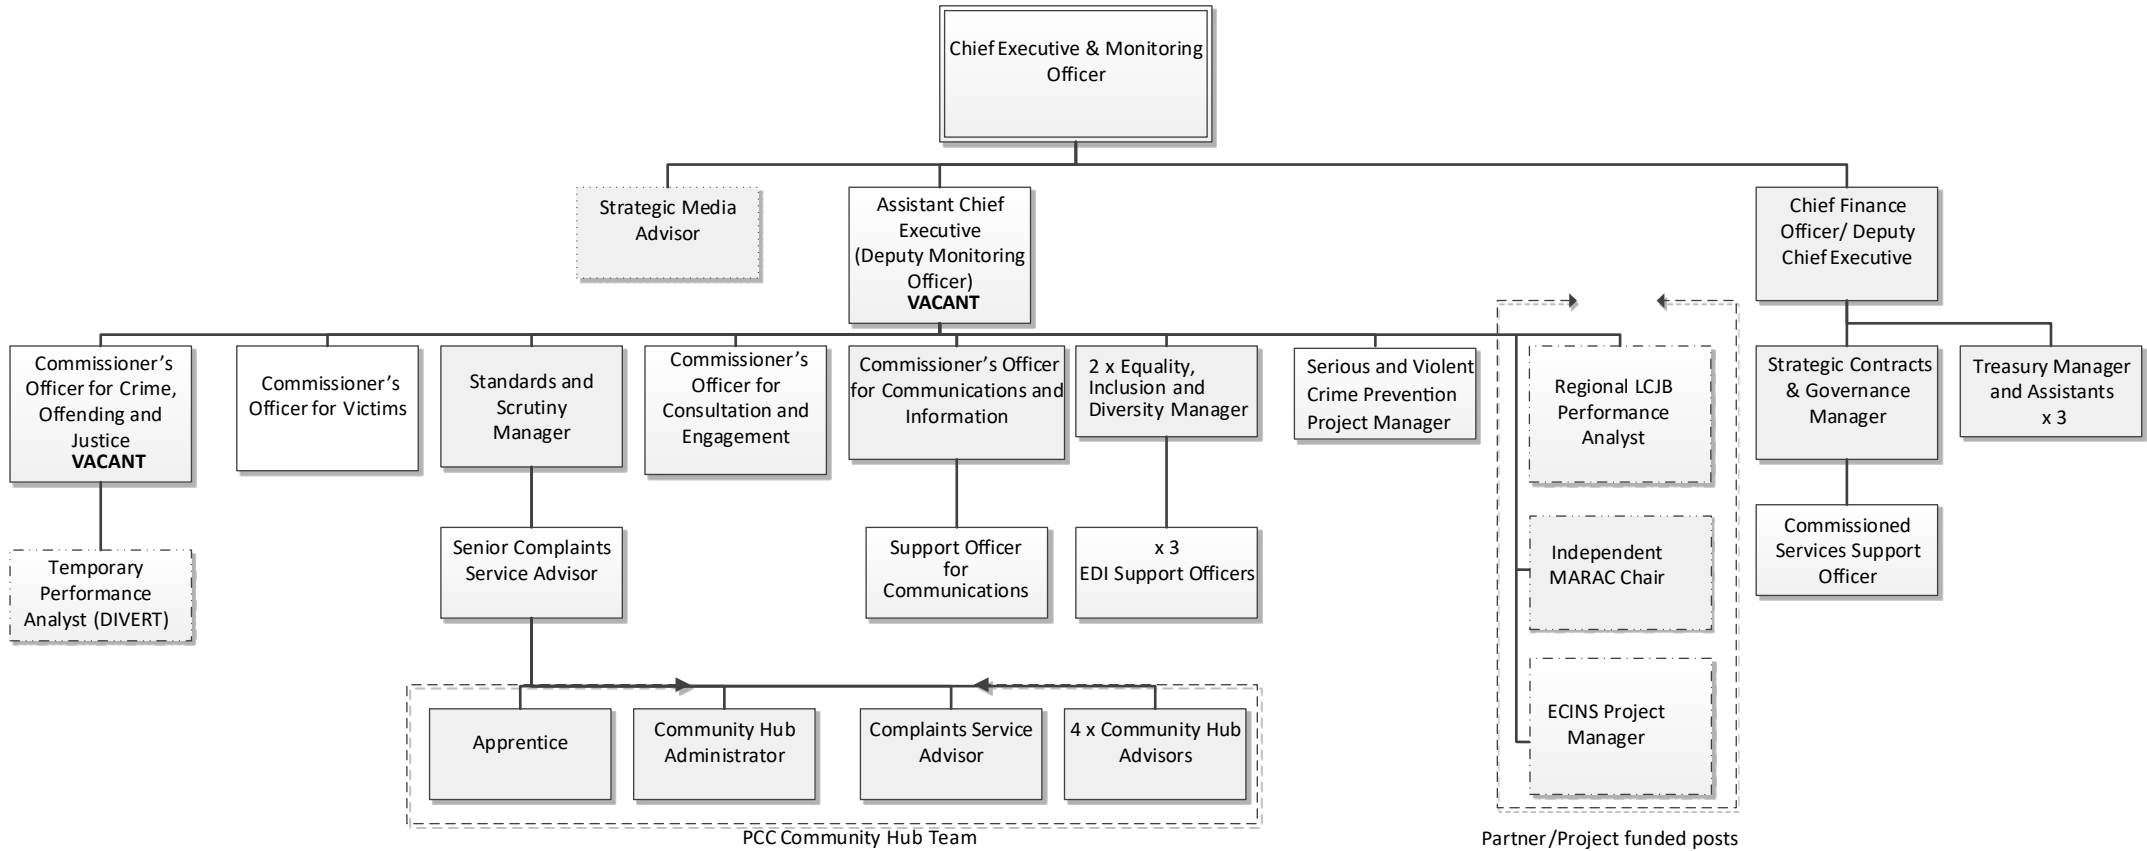 Chief Executive & Monitoring
Officer
Strategic Media
Advisor
Assistant Chief
Executive
(Deputy Monitoring
Officer)
VACANT
Chief Finance
Officer/ Deputy
Chief Executive
Commissioner’s
Officer for Crime,
Offending and
Justice
VACANT
Commissioner’s
Officer for Victims
Standards and
Scrutiny
Manager
Commissioner’s
Officer for
Consultation and
Engagement
Commissioner’s Officer
for Communications and
Information
2 x Equality,
Inclusion and
Diversity Manager
Serious and Violent
Crime Prevention
Project Manager
Regional LCJB
Performance
Analyst
Strategic Contracts
& Governance
Manager
Treasury Manager
and Assistants
x 3
Temporary
Performance
Analyst (DIVERT)
Senior Complaints
Service Advisor
Support Officer
for
Communications
x 3
EDI Support Officers
Independent
MARAC Chair
Commissioned
Services Support
Officer
ECINS Project
Manager
Apprentice
Community Hub
Administrator
Complaints Service
Advisor
4 x Community Hub
Advisors
PCC Community Hub Team
Partner/Project funded posts